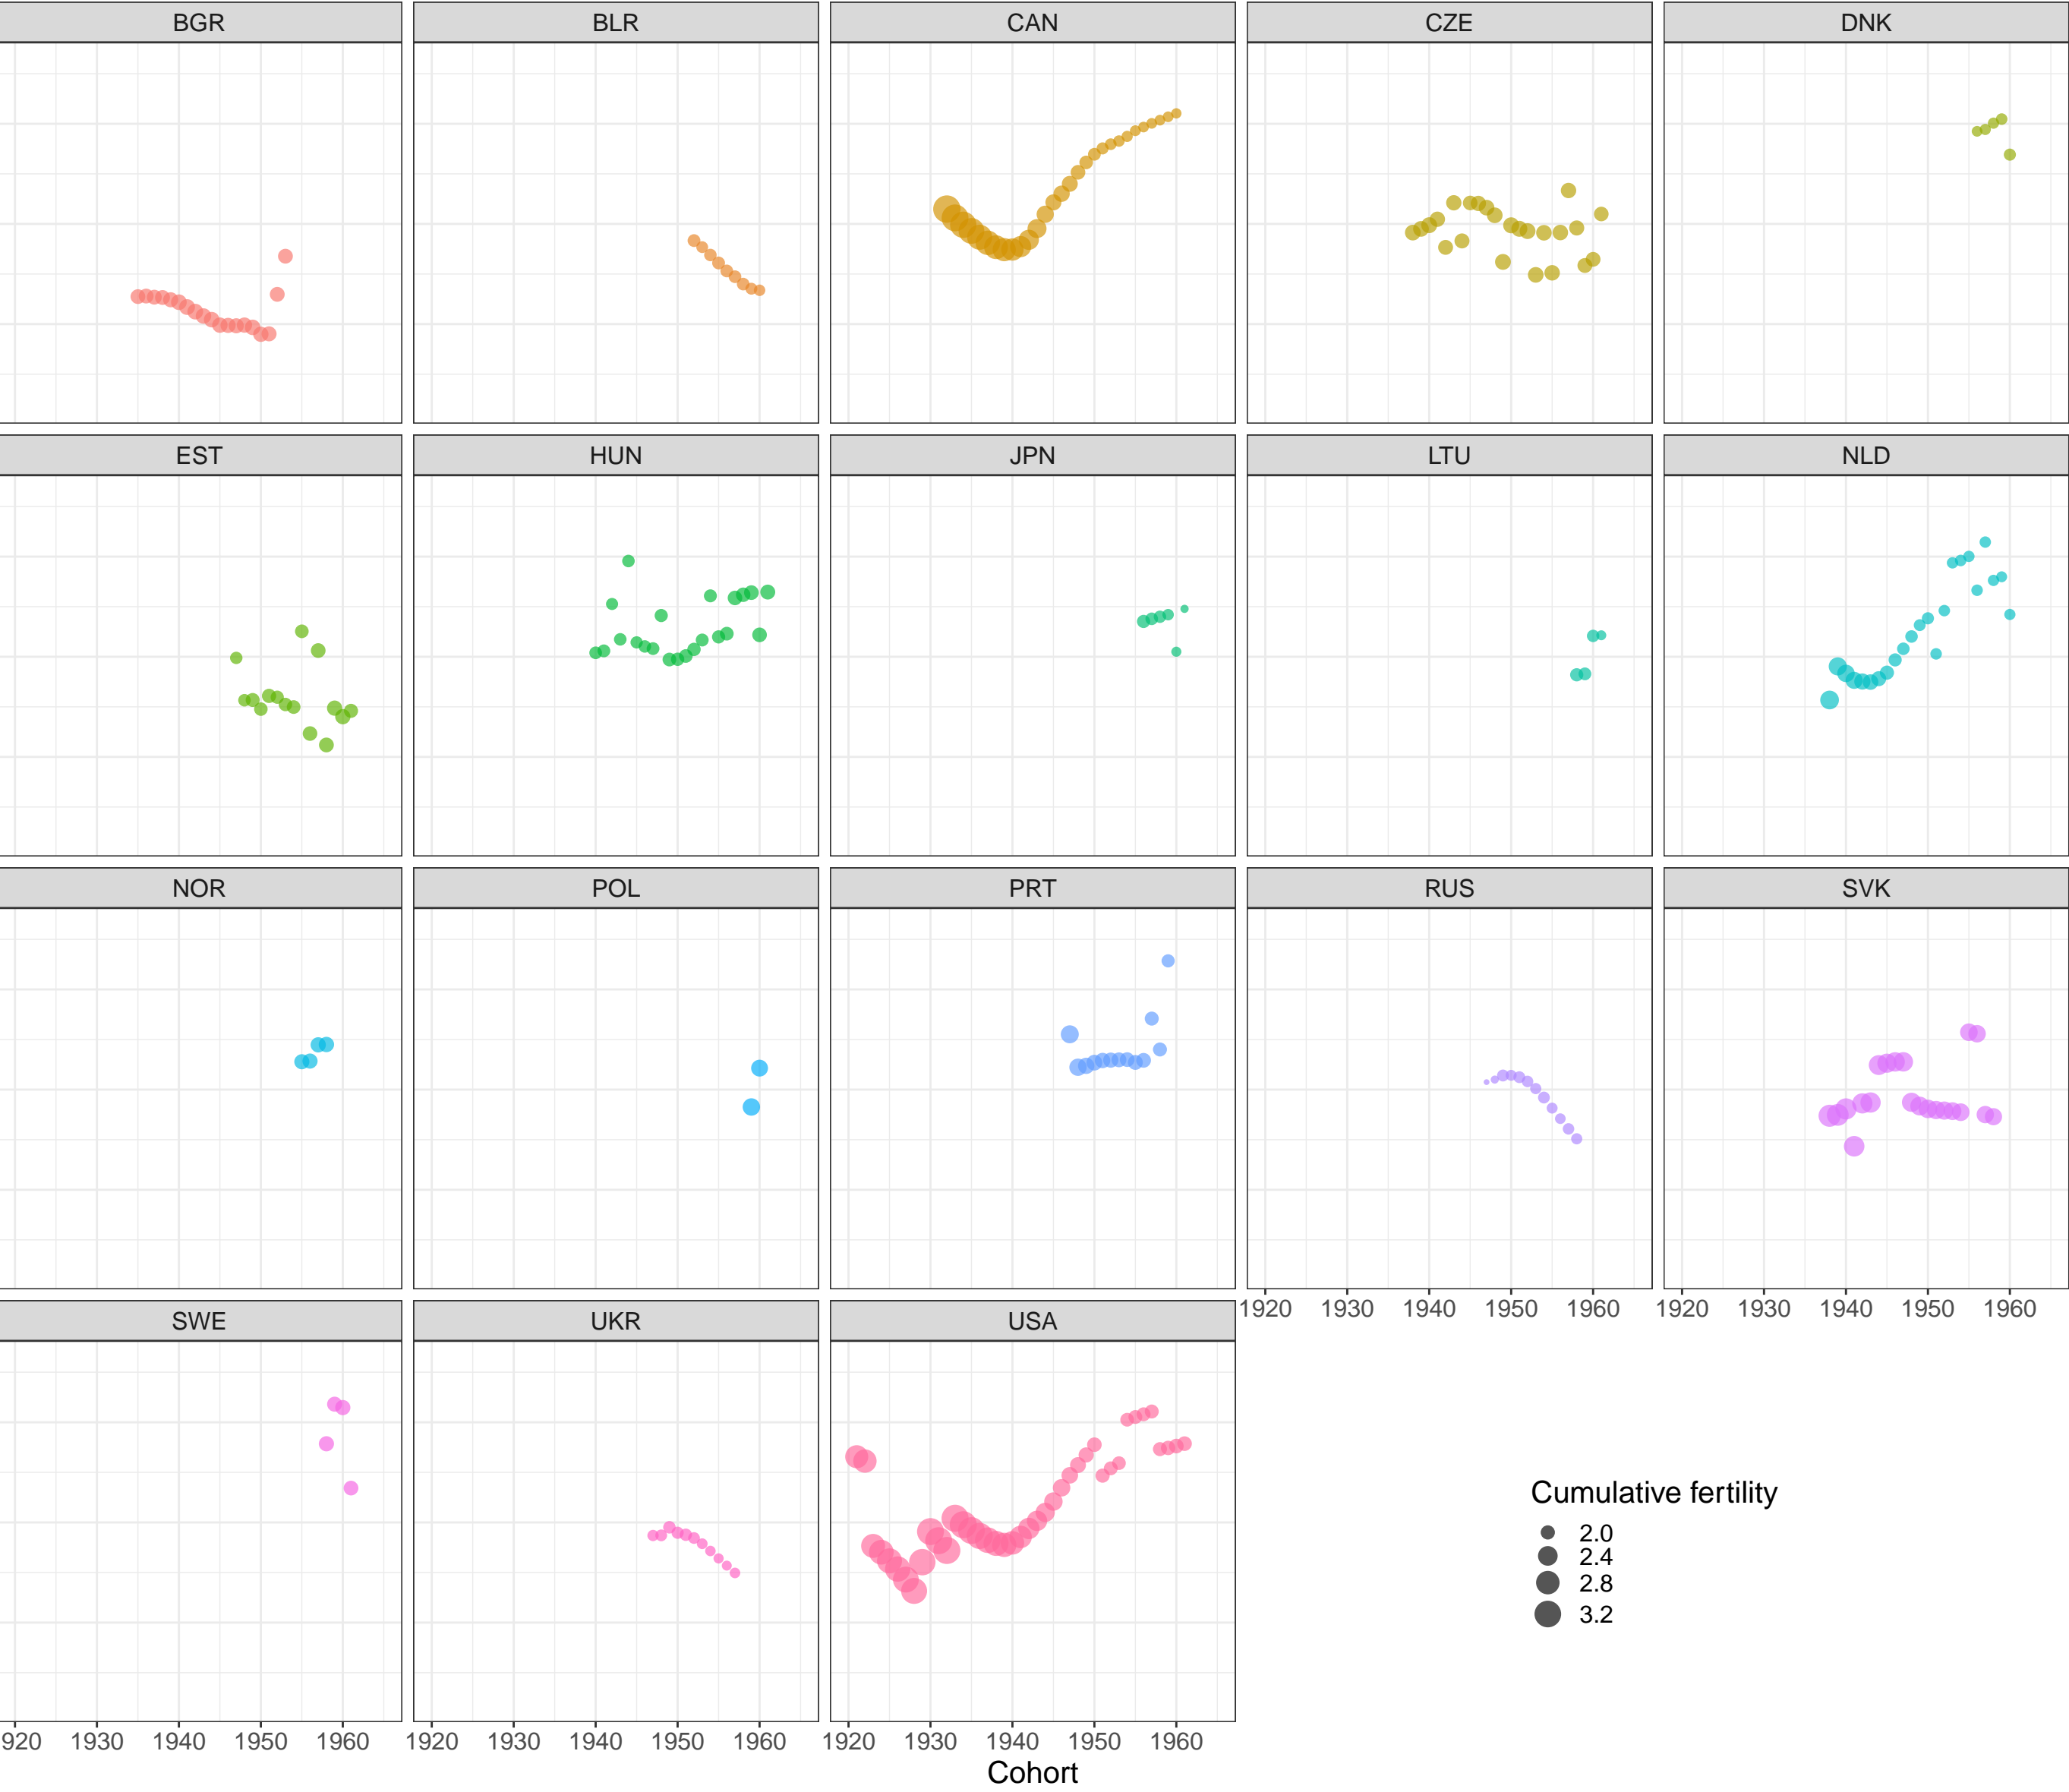 BGR BLR CAN CZE DNK
EST HUN JPN LTU NLD
NOR POL PRT RUS SVK
1920 1930 1940 1950 1960 1920 1930 1940 1950 1960
SWE UKR USA
Cumulative fertility
2.0
2.4
2.8
3.2
920 1930 1940 1950 1960 1920 1930 1940 1950 1960 1920 1930 1940 1950 1960
Cohort